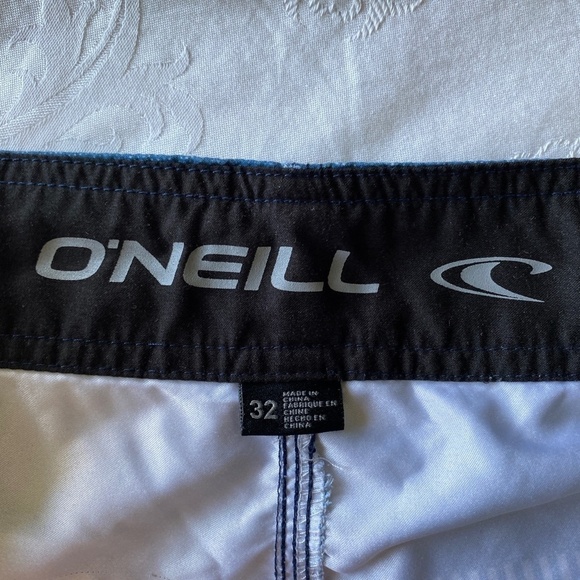 O'NEILL
32
MADE IN
CHINA
FABRIQUE EN
CHINE
HECHO EN
CHINA